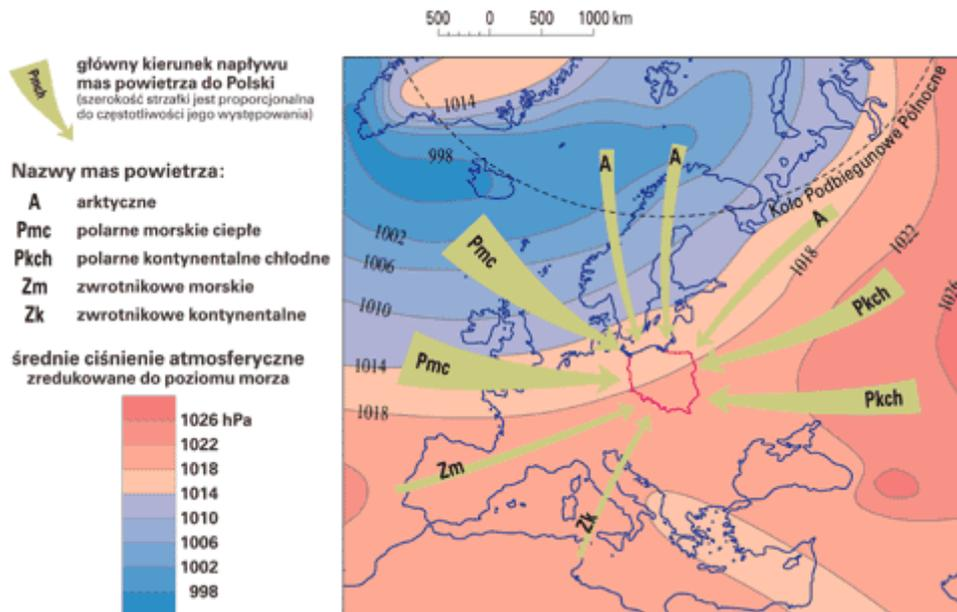 500 0 500 1000 km
Pmch
główny kierunek napływu
mas powietrza do Polski
(szerokość strzałki jest proporcjonalna
do częstotliwości jego występowania)
Nazwy mas powietrza:
A arktyczne
Pmc polarne morskie ciepłe
Pkch polarne kontynentalne chłodne
Zm zwrotnikowe morskie
Zk zwrotnikowe kontynentalne
średnie ciśnienie atmosferyczne
zredukowane do poziomu morza
1026 hPa
1022
1018
1014
1010
1006
1002
998
1014
998
1002
1006
1010
1014
1018
A
A
A
Koło Podbiegunowe Północne
1018
1022
1026
Pmc
Pmc
Pkch
Pkch
Zm
Zk